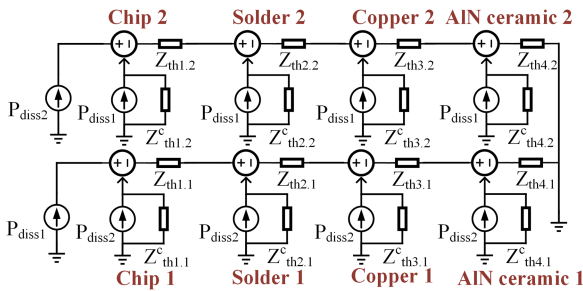 Chip 2 Solder 2 Copper 2 AlN ceramic 2
+ - + - + - + -
Zth1.2 Zth2.2 Zth3.2 Zth4.2
Pdiss2 Pdiss1 Pdiss1 Pdiss1 Pdiss1
Zcth1.2 Zcth2.2 Zcth3.2 Zcth4.2
+ - + - + - + -
Zth1.1 Zth2.1 Zth3.1 Zth4.1
Pdiss1 Pdiss2 Pdiss2 Pdiss2 Pdiss2
Zcth1.1 Zcth2.1 Zcth3.1 Zcth4.1
Chip 1 Solder 1 Copper 1 AlN ceramic 1